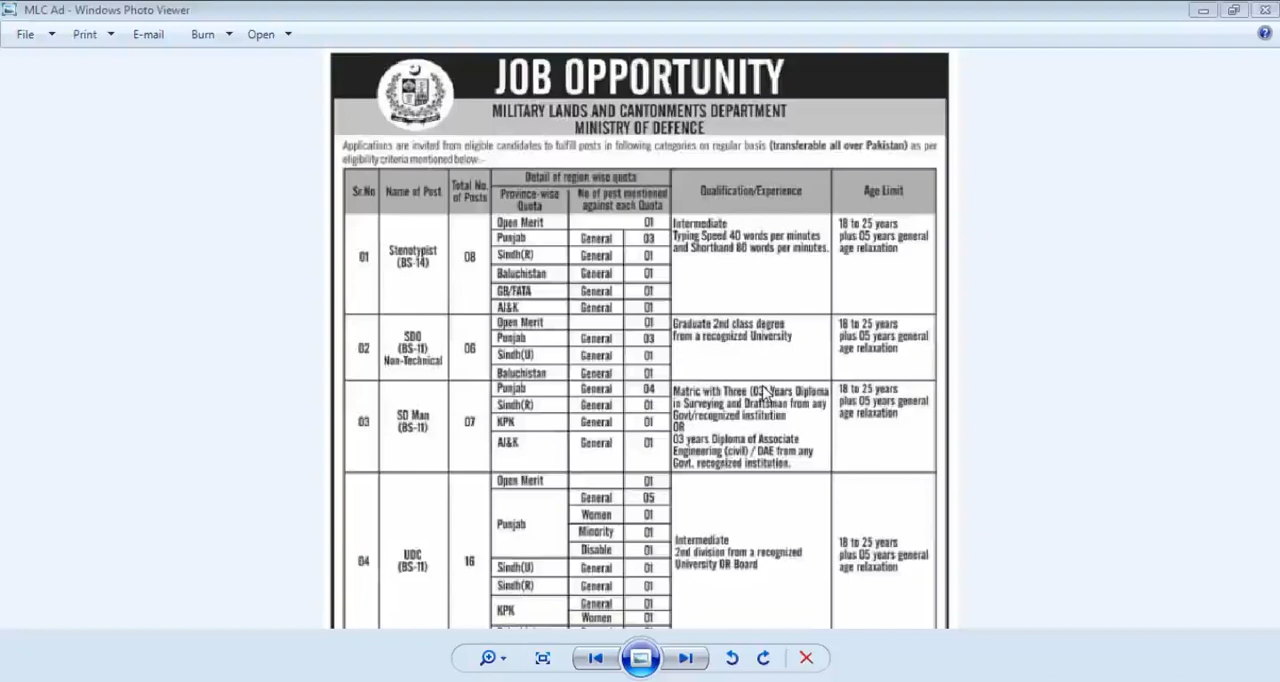 MLC Ad - Windows Photo Viewer
File Print E-mail Burn Open
JOB OPPORTUNITY
MILITARY LANDS AND CANTONMENTS DEPARTMENT
MINISTRY OF DEFENCE
Applications are invited from eligible candidates to fulfill posts in following categories on regular basis (transferable all over Pakistan) as per
eligibility criteria mentioned below:-
Sr.No Name of Post Total No. of Posts Detail of region wise quota Qualification/Experience Age Limit
Province-wise Quota No of post mentioned against each Quota
01 Stenotypist (BS-14) 08
Open Merit 01
Punjab General 03
Sindh(R) General 01
Baluchistan General 01
GB/FATA General 01
AJ&K General 01
Intermediate
Typing Speed 40 words per minutes
and Shorthand 80 words per minutes.
18 to 25 years
plus 05 years general
age relaxation
02 SDO (BS-11) Non-Technical 06
Open Merit 01
Punjab General 03
Sindh(U) General 01
Baluchistan General 01
Graduate 2nd class degree
from a recognized University
18 to 25 years
plus 05 years general
age relaxation
03 SD Man (BS-11) 07
Punjab General 04
Sindh(R) General 01
KPK General 01
AJ&K General 01
Matric with Three (03) Years Diploma
in Surveying and Draftsman from any
Govt/recognized institution
OR
03 years Diploma of Associate
Engineering (civil) / DAE from any
Govt. recognized institution.
18 to 25 years
plus 05 years general
age relaxation
04 UDC (BS-11) 16
Open Merit 01
Punjab General 05
Women 01
Minority 01
Disable 01
Sindh(U) General 01
Sindh(R) General 01
KPK General 01
Women 01
Intermediate
2nd division from a recognized
University OR Board
18 to 25 years
plus 05 years general
age relaxation